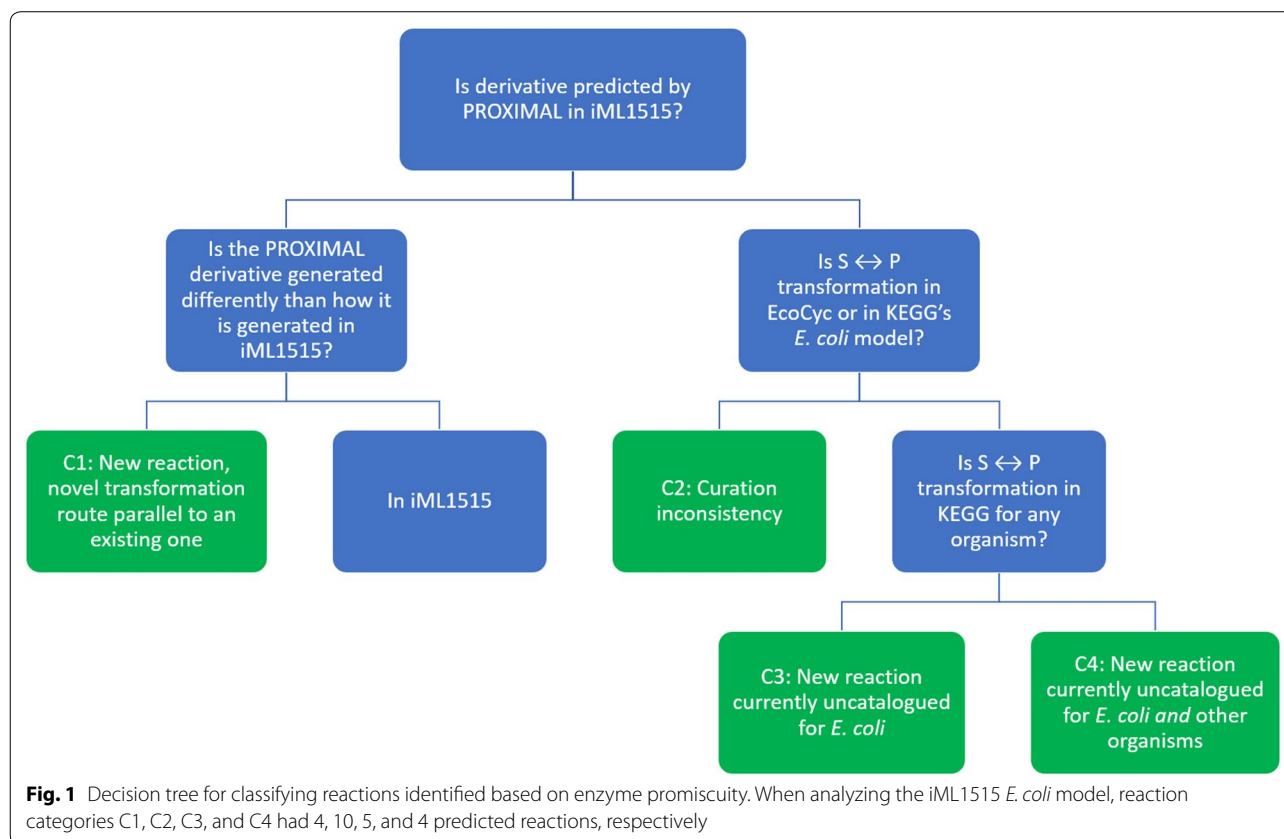 Is derivative predicted by
PROXIMAL in iML1515?
Is the PROXIMAL
derivative generated
differently than how it
is generated in
iML1515?
Is S ↔ P
transformation in
EcoCyc or in KEGG's
E. coli model?
C1: New reaction,
novel transformation
route parallel to an
existing one
In iML1515
C2: Curation
inconsistency
Is S ↔ P
transformation in
KEGG for any
organism?
C3: New reaction
currently uncatalogued
for E. coli
C4: New reaction
currently uncatalogued
for E. coli and other
organisms
Fig. 1 Decision tree for classifying reactions identified based on enzyme promiscuity. When analyzing the iML1515 E. coli model, reaction
categories C1, C2, C3, and C4 had 4, 10, 5, and 4 predicted reactions, respectively